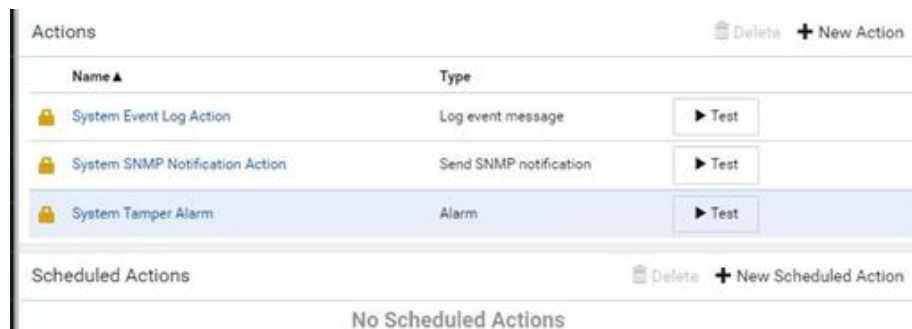 Actions Delete + New Action
Name▲ Type
System Event Log Action Log event message ▶ Test
System SNMP Notification Action Send SNMP notification ▶ Test
System Tamper Alarm Alarm ▶ Test
Scheduled Actions Delete + New Scheduled Action
No Scheduled Actions